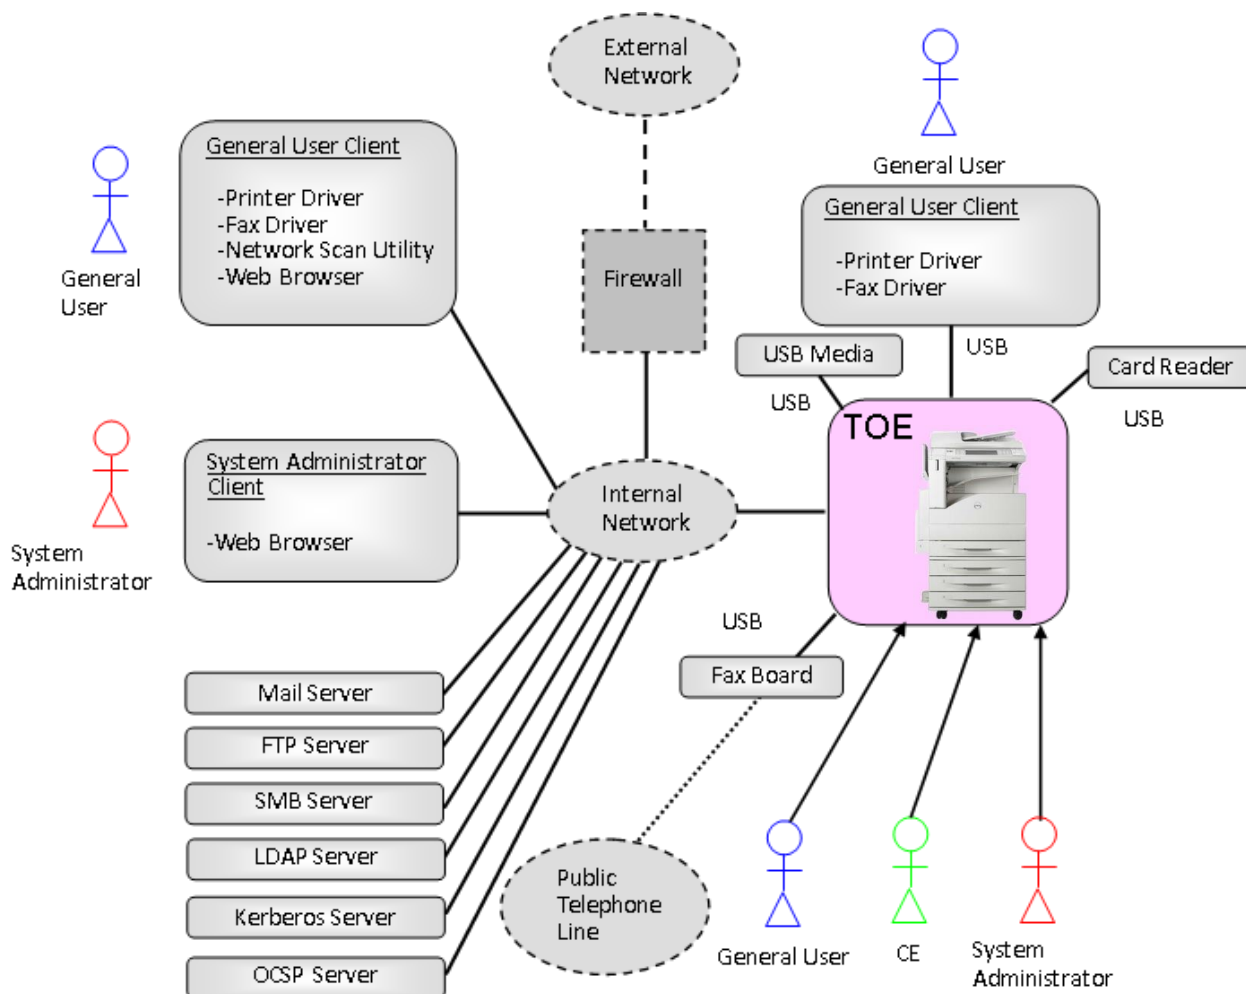 External
Network
General User
General User Client
-Printer Driver
-Fax Driver
-Network Scan Utility
-Web Browser
General
User
General User Client
-Printer Driver
-Fax Driver
Firewall
USB Media
USB
USB
Card Reader
USB
TOE
System Administrator
Client
-Web Browser
System
Administrator
Internal
Network
USB
Fax Board
Mail Server
FTP Server
SMB Server
LDAP Server
Kerberos Server
OCSP Server
Public
Telephone
Line
General User
CE
System
Administrator